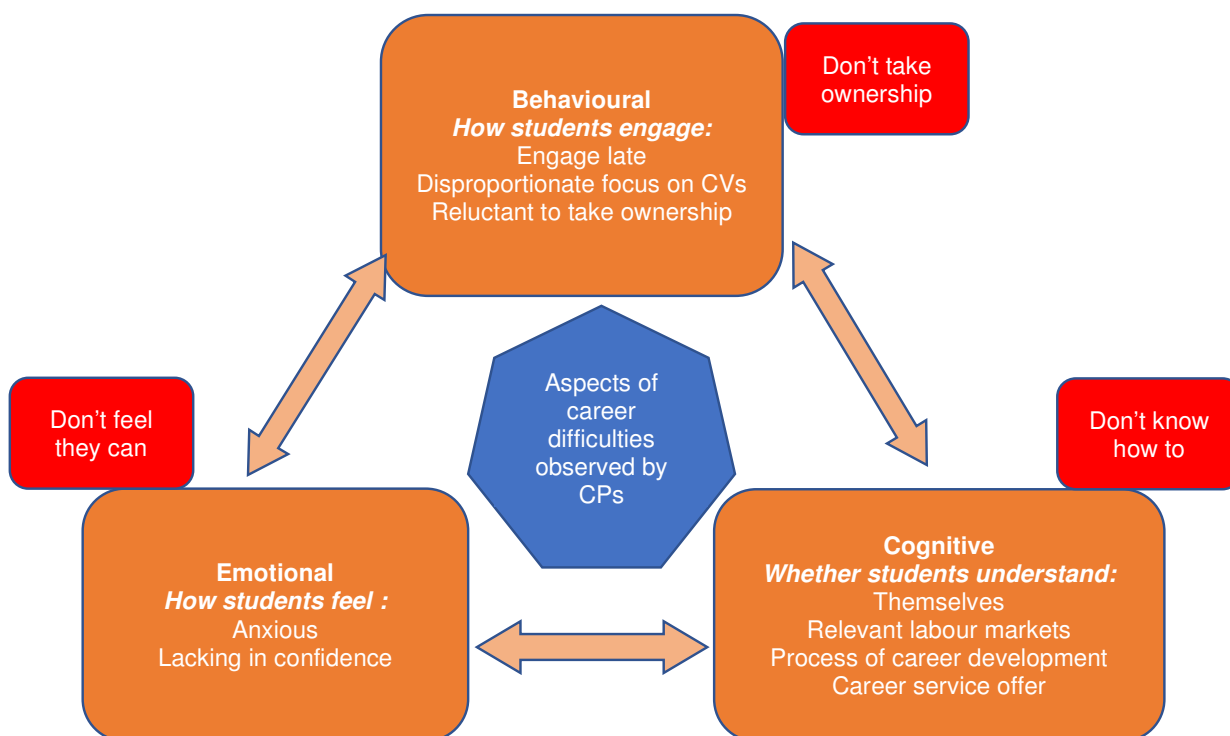 Behavioural
How students engage:
Engage late
Disproportionate focus on CVs
Reluctant to take ownership
Don't take
ownership
Aspects of
career
difficulties
observed by
CPs
Don't feel
they can
Don't know
how to
Emotional
How students feel :
Anxious
Lacking in confidence
Cognitive
Whether students understand:
Themselves
Relevant labour markets
Process of career development
Career service offer